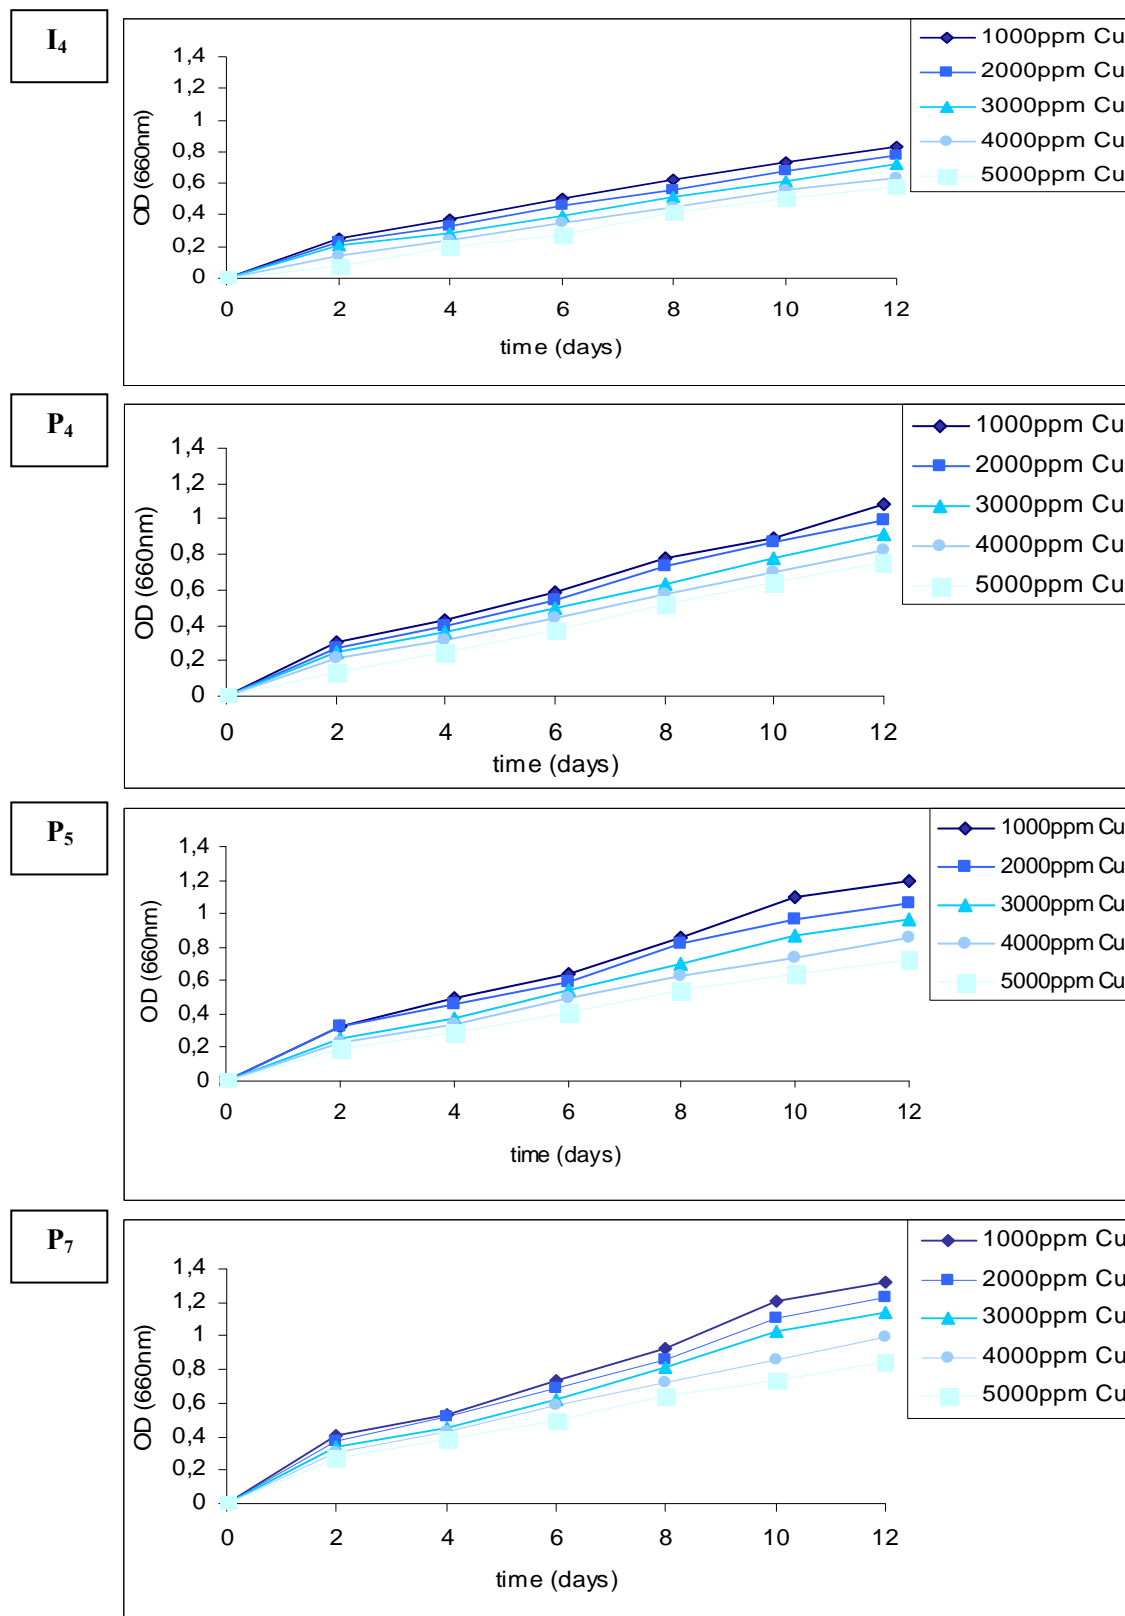 I4
1,4
1,2
1
0,8
0,6
0,4
0,2
0
OD (660nm)
0 2 4 6 8 10 12
time (days)
1000ppm Cu
2000ppm Cu
3000ppm Cu
4000ppm Cu
5000ppm Cu
P4
1,4
1,2
1
0,8
0,6
0,4
0,2
0
OD (660nm)
0 2 4 6 8 10 12
time (days)
1000ppm Cu
2000ppm Cu
3000ppm Cu
4000ppm Cu
5000ppm Cu
P5
1,4
1,2
1
0,8
0,6
0,4
0,2
0
OD (660nm)
0 2 4 6 8 10 12
time (days)
1000ppm Cu
2000ppm Cu
3000ppm Cu
4000ppm Cu
5000ppm Cu
P7
1,4
1,2
1
0,8
0,6
0,4
0,2
0
OD (660nm)
0 2 4 6 8 10 12
time (days)
1000ppm Cu
2000ppm Cu
3000ppm Cu
4000ppm Cu
5000ppm Cu